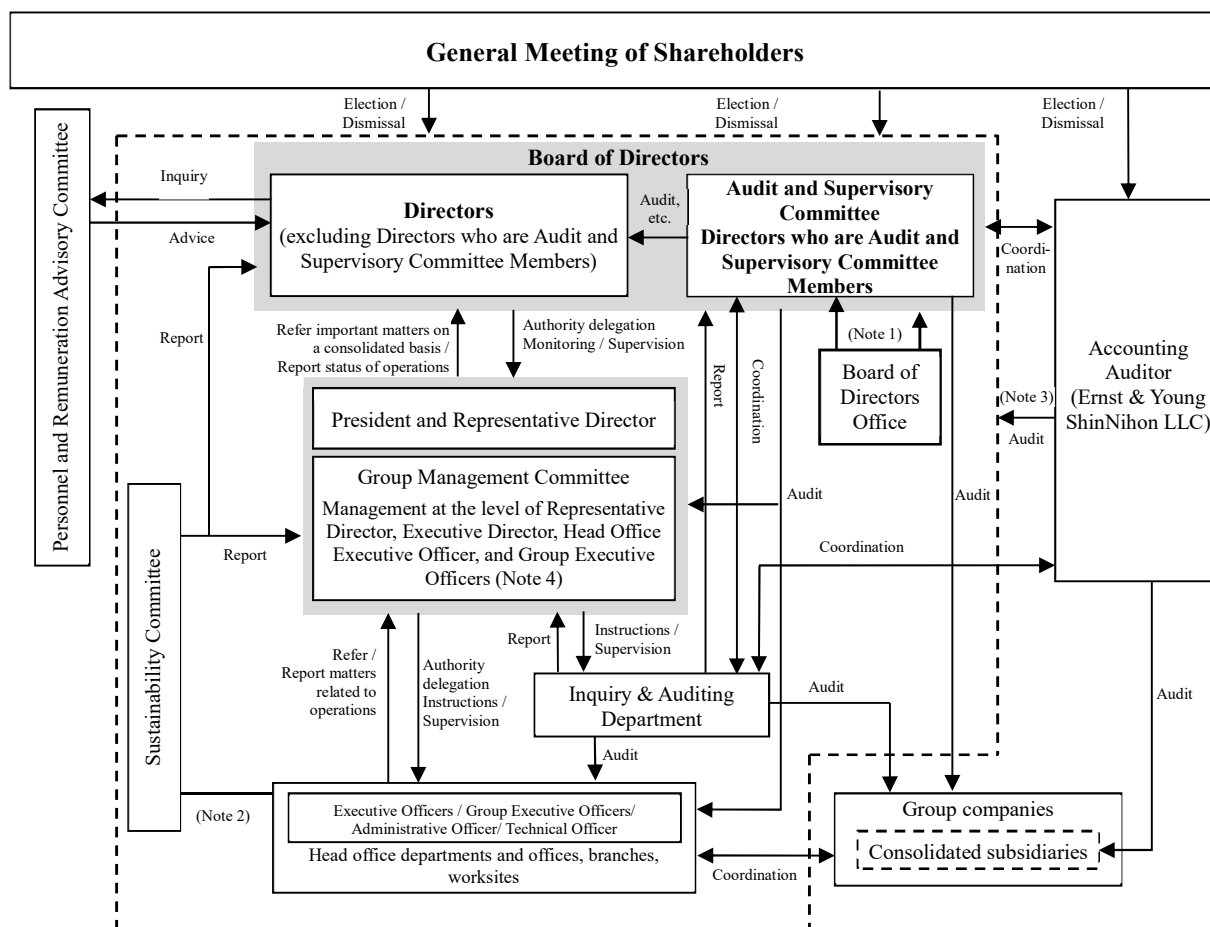 General Meeting of Shareholders
Election /
Dismissal
Election /
Dismissal
Election /
Dismissal
Personnel and Remuneration Advisory Committee
Board of Directors
Inquiry
Advice
Directors
(excluding Directors who are Audit and
Supervisory Committee Members)
Audit,
etc.
Audit and Supervisory
Committee
Directors who are Audit and
Supervisory Committee
Members
Coordi-
nation
Report
Refer important matters on
a consolidated basis /
Report status of operations
Authority delegation
Monitoring / Supervision
Report
Coordination
(Note 1)
Board of
Directors
Office
Accounting
Auditor
(Ernst & Young
ShinNihon LLC)
(Note 3)
Audit
President and Representative Director
Group Management Committee
Management at the level of Representative
Director, Executive Director, Head Office
Executive Officer, and Group Executive
Officers (Note 4)
Audit
Audit
Coordination
Sustainability Committee
Report
Refer /
Report matters
related to
operations
Authority
delegation
Instructions /
Supervision
Report
Instructions /
Supervision
Inquiry & Auditing
Department
Audit
Audit
Audit
(Note 2)
Executive Officers / Group Executive Officers/
Administrative Officer/ Technical Officer
Head office departments and offices, branches,
worksites
Coordination
Group companies
Consolidated subsidiaries